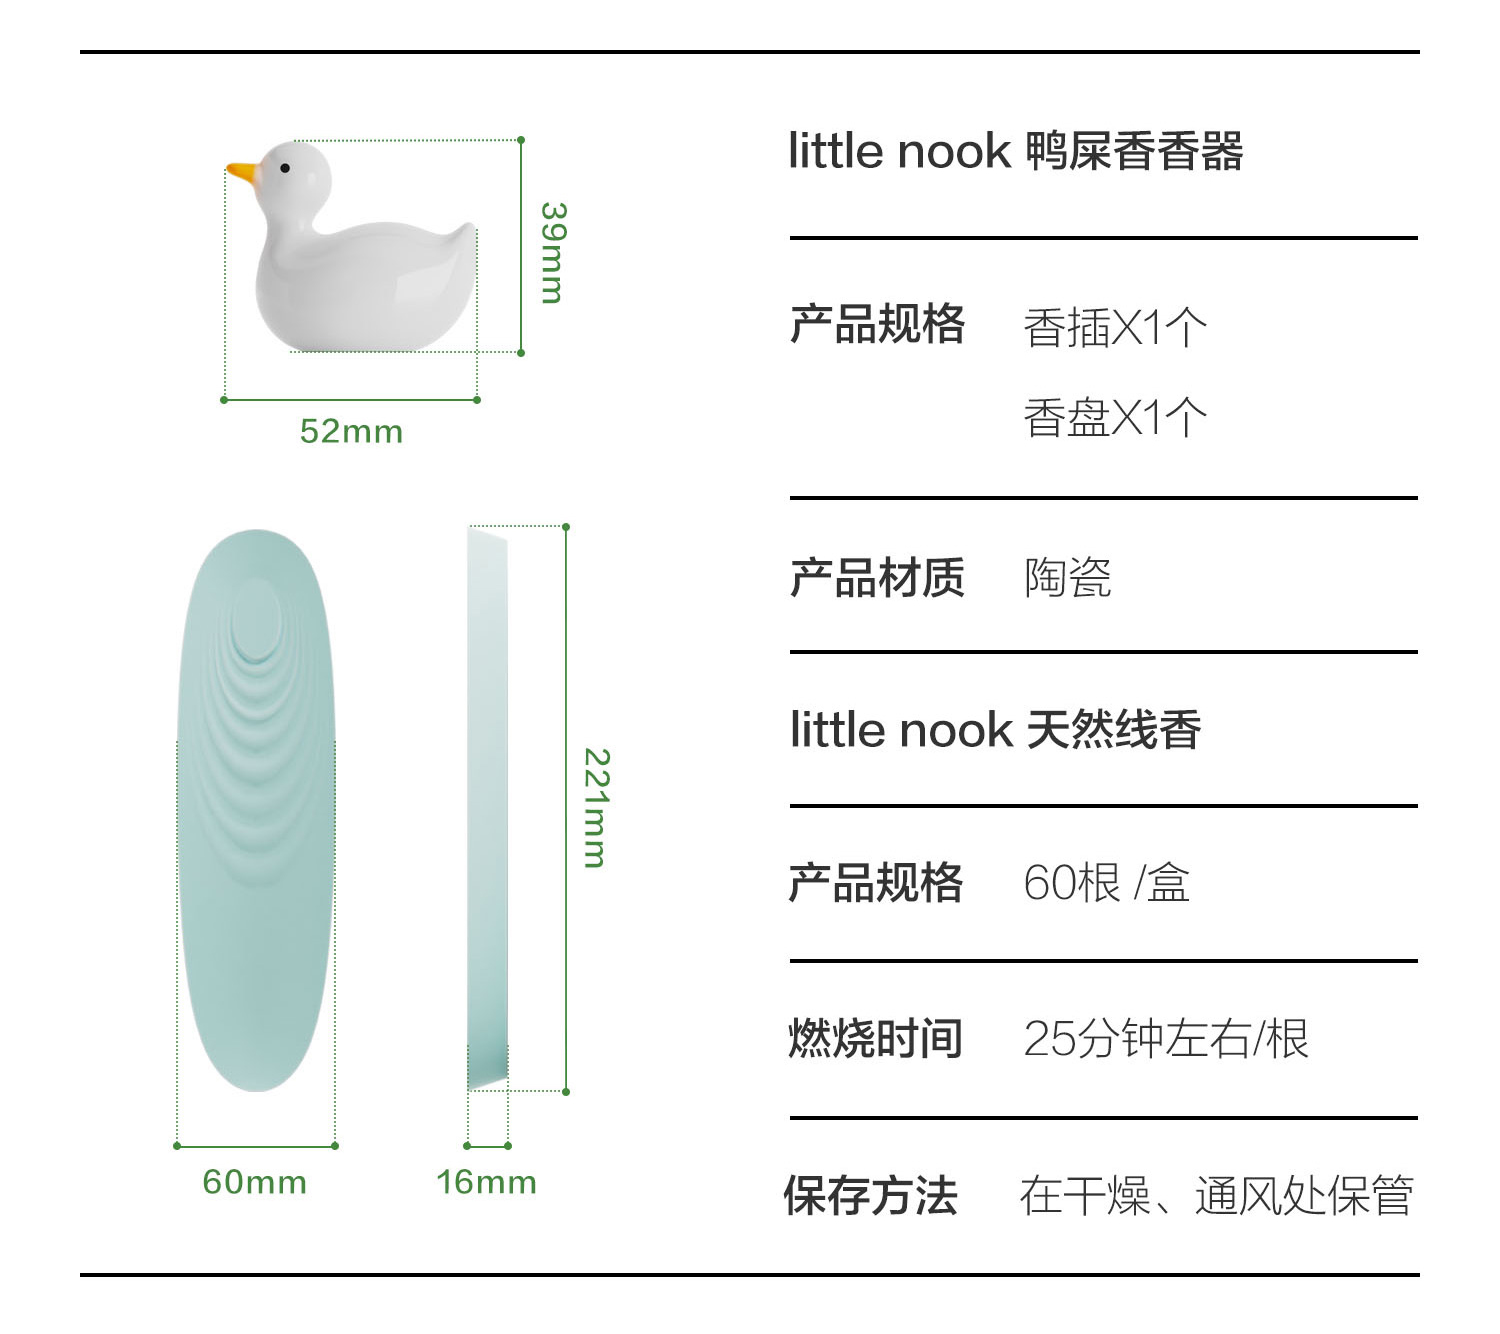 39mm
52mm
221mm
60mm
16mm
little nook 鸭屎香香器
产品规格 香插X1个
香盘X1个
产品材质 陶瓷
little nook 天然线香
产品规格 60根 /盒
燃烧时间 25分钟左右/根
保存方法 在干燥、通风处保管